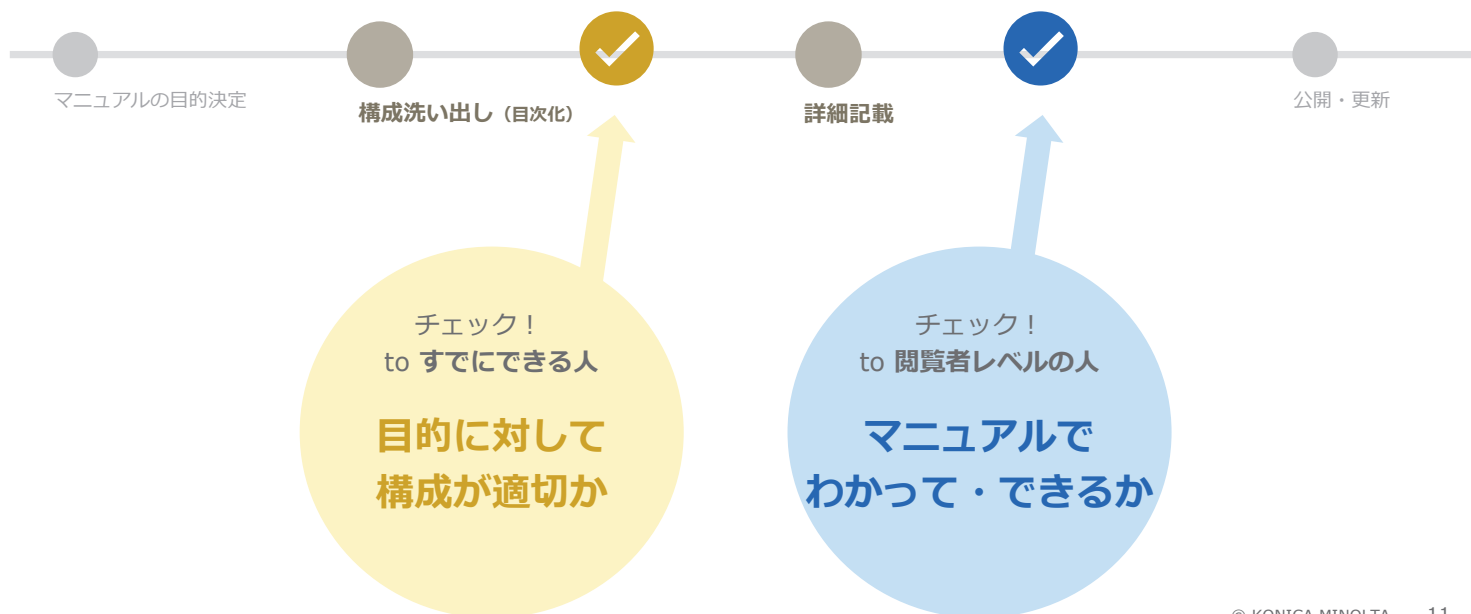 マニュアルの目的決定
構成洗い出し（目次化）
詳細記載
公開・更新
チェック！
to すでにできる人
目的に対して
構成が適切か
チェック！
to 閲覧者レベルの人
マニュアルで
わかって・できるか
© KONICA MINOLTA 11